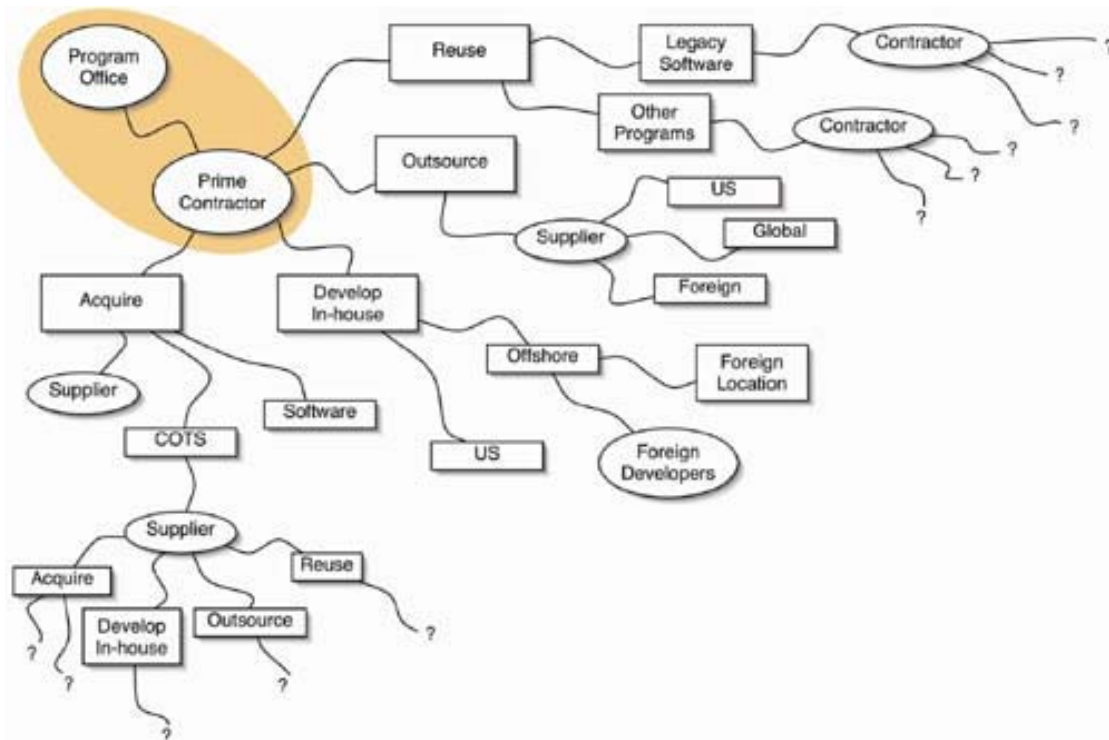 Program
Office
Prime
Contractor
Reuse
Legacy
Software
Contractor
?
?
?
Other
Programs
Contractor
?
?
?
Outsource
Supplier
US
Global
Foreign
Acquire
Supplier
COTS
Software
Develop
In-house
Offshore
Foreign
Location
US
Foreign
Developers
Supplier
Acquire
?
?
Develop
In-house
?
Outsource
?
Reuse
?